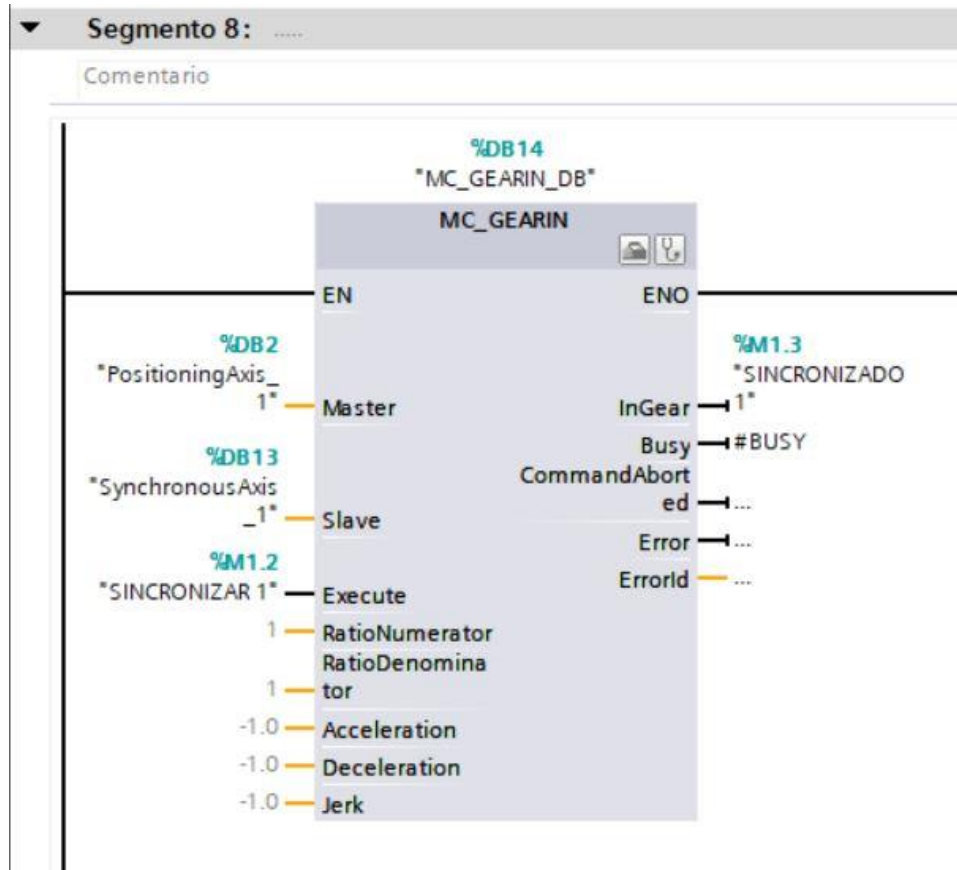 Segmento 8: .....
Comentario
%DB14
"MC_GEARIN_DB"
MC_GEARIN
EN
ENO
%DB2
"PositioningAxis_
1"
Master
%M1.3
"SINCRONIZADO
1"
InGear
Busy
#BUSY
%DB13
"SynchronousAxis
_1"
Slave
CommandAbort
ed
...
Error
...
ErrorId
...
%M1.2
"SINCRONIZAR 1"
Execute
1
RatioNumerator
RatioDenomina
1
tor
-1.0
Acceleration
-1.0
Deceleration
-1.0
Jerk